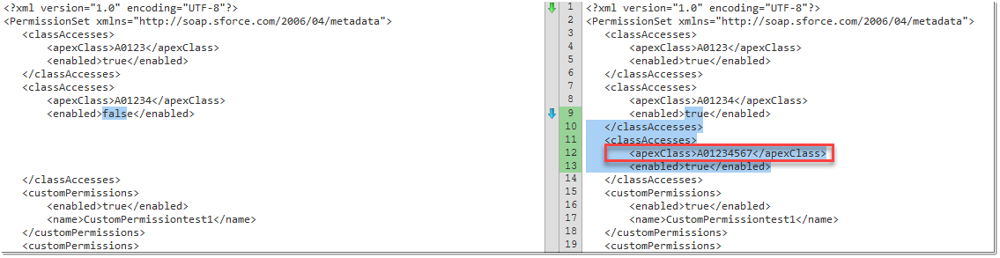 <?xml version="1.0" encoding="UTF-8"?>
<PermissionSet xmlns="http://soap.sforce.com/2006/04/metadata">
<classAccesses>
<apexClass>A0123</apexClass>
<enabled>true</enabled>
</classAccesses>
<classAccesses>
<apexClass>A01234</apexClass>
<enabled>false</enabled>
</classAccesses>
<customPermissions>
<enabled>true</enabled>
<name>CustomPermissiontest1</name>
</customPermissions>
<customPermissions>
1 <?xml version="1.0" encoding="UTF-8"?>
2 <PermissionSet xmlns="http://soap.sforce.com/2006/04/metadata">
3 <classAccesses>
4 <apexClass>A0123</apexClass>
5 <enabled>true</enabled>
6 </classAccesses>
7 <classAccesses>
8 <apexClass>A01234</apexClass>
9 <enabled>true</enabled>
10 </classAccesses>
11 <classAccesses>
12 <apexClass>A01234567</apexClass>
13 <enabled>true</enabled>
14 </classAccesses>
15 <customPermissions>
16 <enabled>true</enabled>
17 <name>CustomPermissiontest1</name>
18 </customPermissions>
19 <customPermissions>